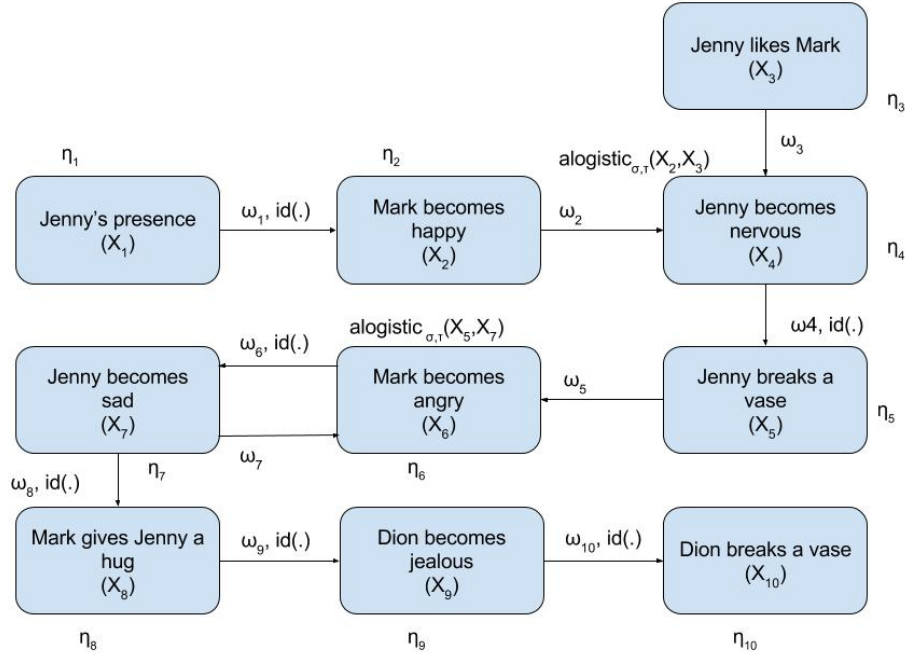 Jenny likes Mark
(X₃)
η₃
ω₃
η₁
η₂
alogistic_σ,τ(X₂,X₃)
Jenny's presence
(X₁)
ω₁, id(.)
Mark becomes
happy
(X₂)
ω₂
Jenny becomes
nervous
(X₄)
η₄
ω4, id(.)
alogistic_σ,τ(X₅,X₇)
ω₆, id(.)
Jenny becomes
sad
(X₇)
Mark becomes
angry
(X₆)
ω₅
Jenny breaks a
vase
(X₅)
η₅
ω₇
η₇
η₆
ω₈, id(.)
Mark gives Jenny a
hug
(X₈)
ω₉, id(.)
Dion becomes
jealous
(X₉)
ω₁₀, id(.)
Dion breaks a vase
(X₁₀)
η₈
η₉
η₁₀